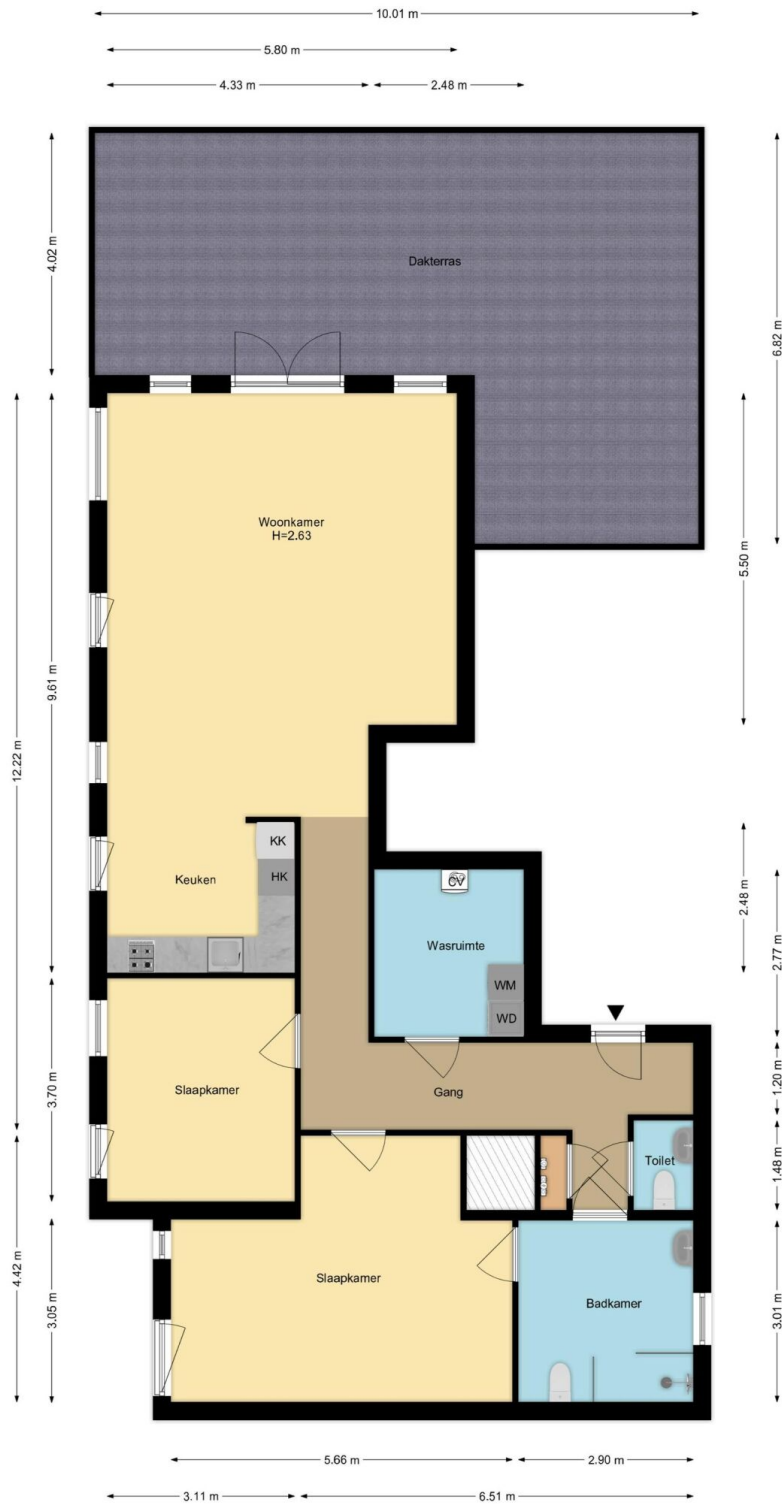 10.01 m
5.80 m
4.33 m
2.48 m
4.02 m
6.82 m
Dakterras
Woonkamer
H=2.63
5.50 m
9.61 m
12.22 m
KK
HK
Keuken
CV
Wasruimte
WM
WD
2.48 m
2.77 m
3.70 m
Slaapkamer
Gang
1.20 m
Toilet
1.48 m
4.42 m
3.05 m
Slaapkamer
Badkamer
3.01 m
5.66 m
2.90 m
3.11 m
6.51 m